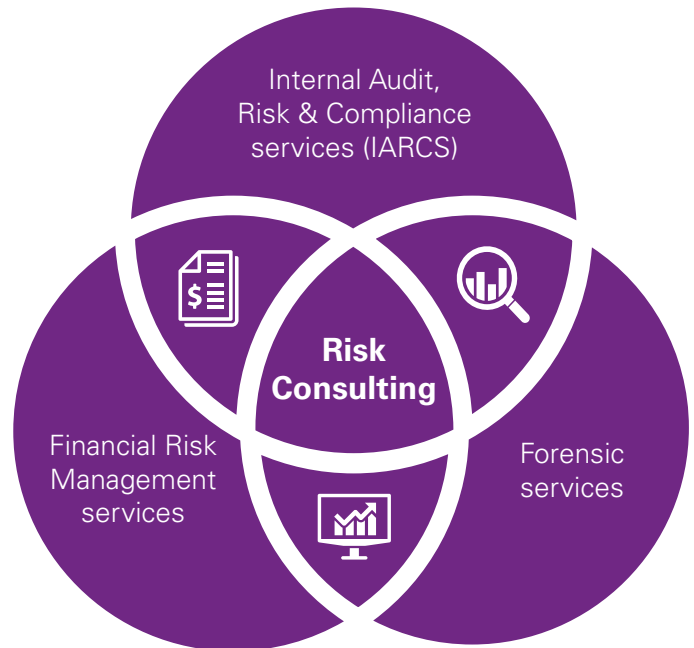 Internal Audit,
Risk & Compliance
services (IARCS)
$
Risk
Consulting
Financial Risk
Management
services
Forensic
services